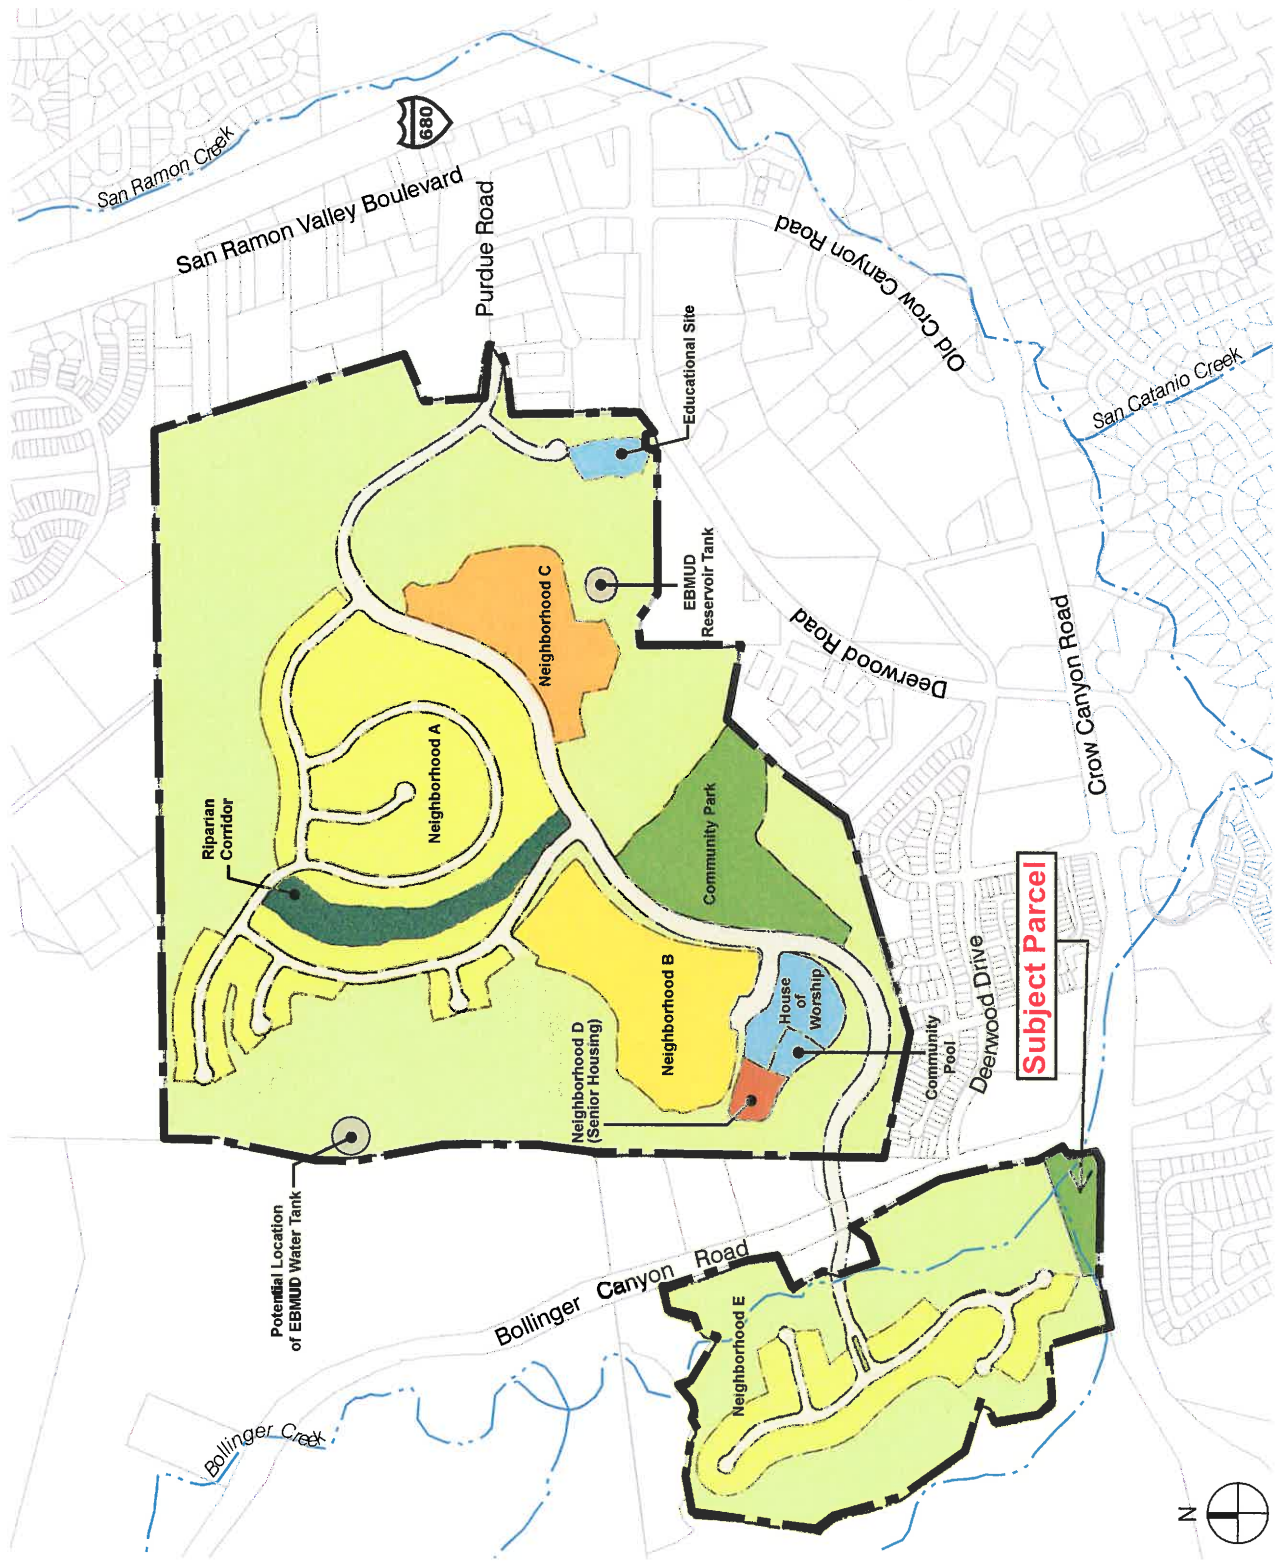 San Ramon Creek
680
San Ramon Valley Boulevard
Purdue Road
Old Crow Canyon Road
Educational Site
San Catanio Creek
EBMUD
Reservoir Tank
Neighborhood C
Deerwood Road
Crow Canyon Road
Neighborhood A
Riparian
Corridor
Community Park
Subject Parcel
Deerwood Drive
Neighborhood B
House
of
Worship
Community
Pool
Neighborhood D
(Senior Housing)
Potential Location
of EBMUD Water Tank
Bollinger Canyon Road
Neighborhood E
Bollinger Creek
N